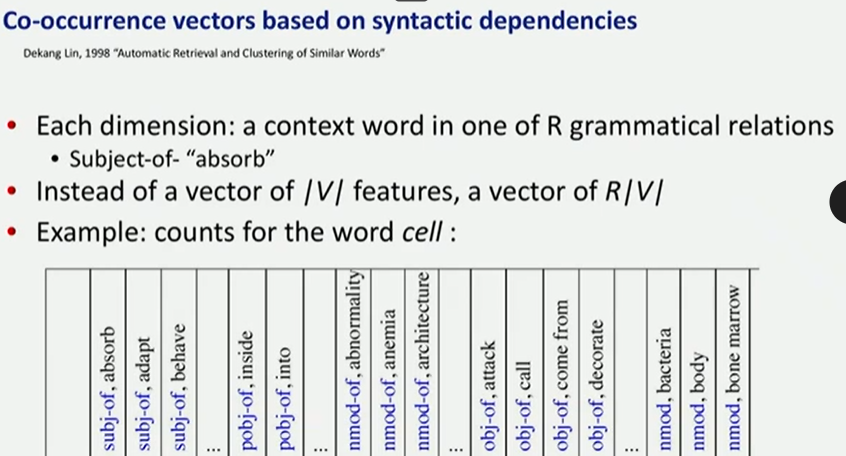 Co-occurrence vectors based on syntactic dependencies
Dekang Lin, 1998 "Automatic Retrieval and Clustering of Similar Words"
• Each dimension: a context word in one of R grammatical relations
• Subject-of- "absorb"
• Instead of a vector of |V| features, a vector of R|V|
• Example: counts for the word cell :
subj-of, absorb
subj-of, adapt
subj-of, behave
...
pobj-of, inside
pobj-of, into
...
nmod-of, abnormality
nmod-of, anemia
nmod-of, architecture
...
obj-of, attack
obj-of, call
obj-of, come from
obj-of, decorate
...
nmod, bacteria
nmod, body
nmod, bone marrow